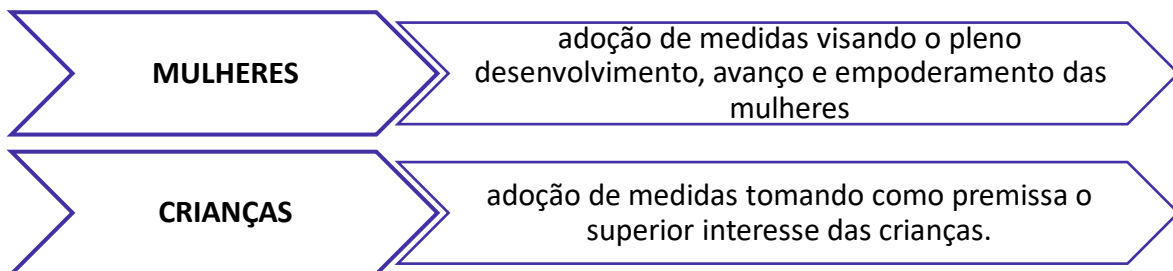 MULHERES
adoção de medidas visando o pleno
desenvolvimento, avanço e empoderamento das
mulheres
CRIANÇAS
adoção de medidas tomando como premissa o
superior interesse das crianças.